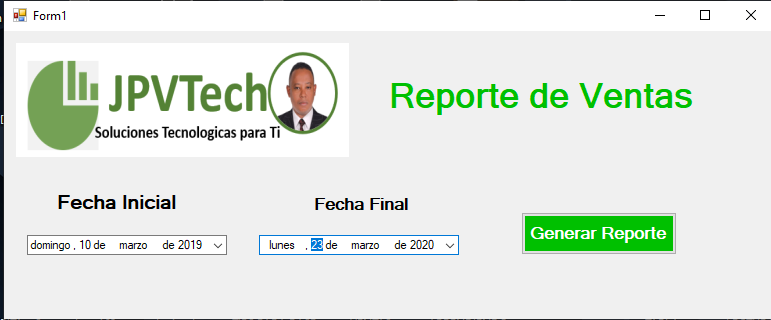 Form1
JPVTech
Soluciones Tecnologicas para Ti
Reporte de Ventas
Fecha Inicial
Fecha Final
domingo , 10 de marzo de 2019
lunes , 23 de marzo de 2020
Generar Reporte